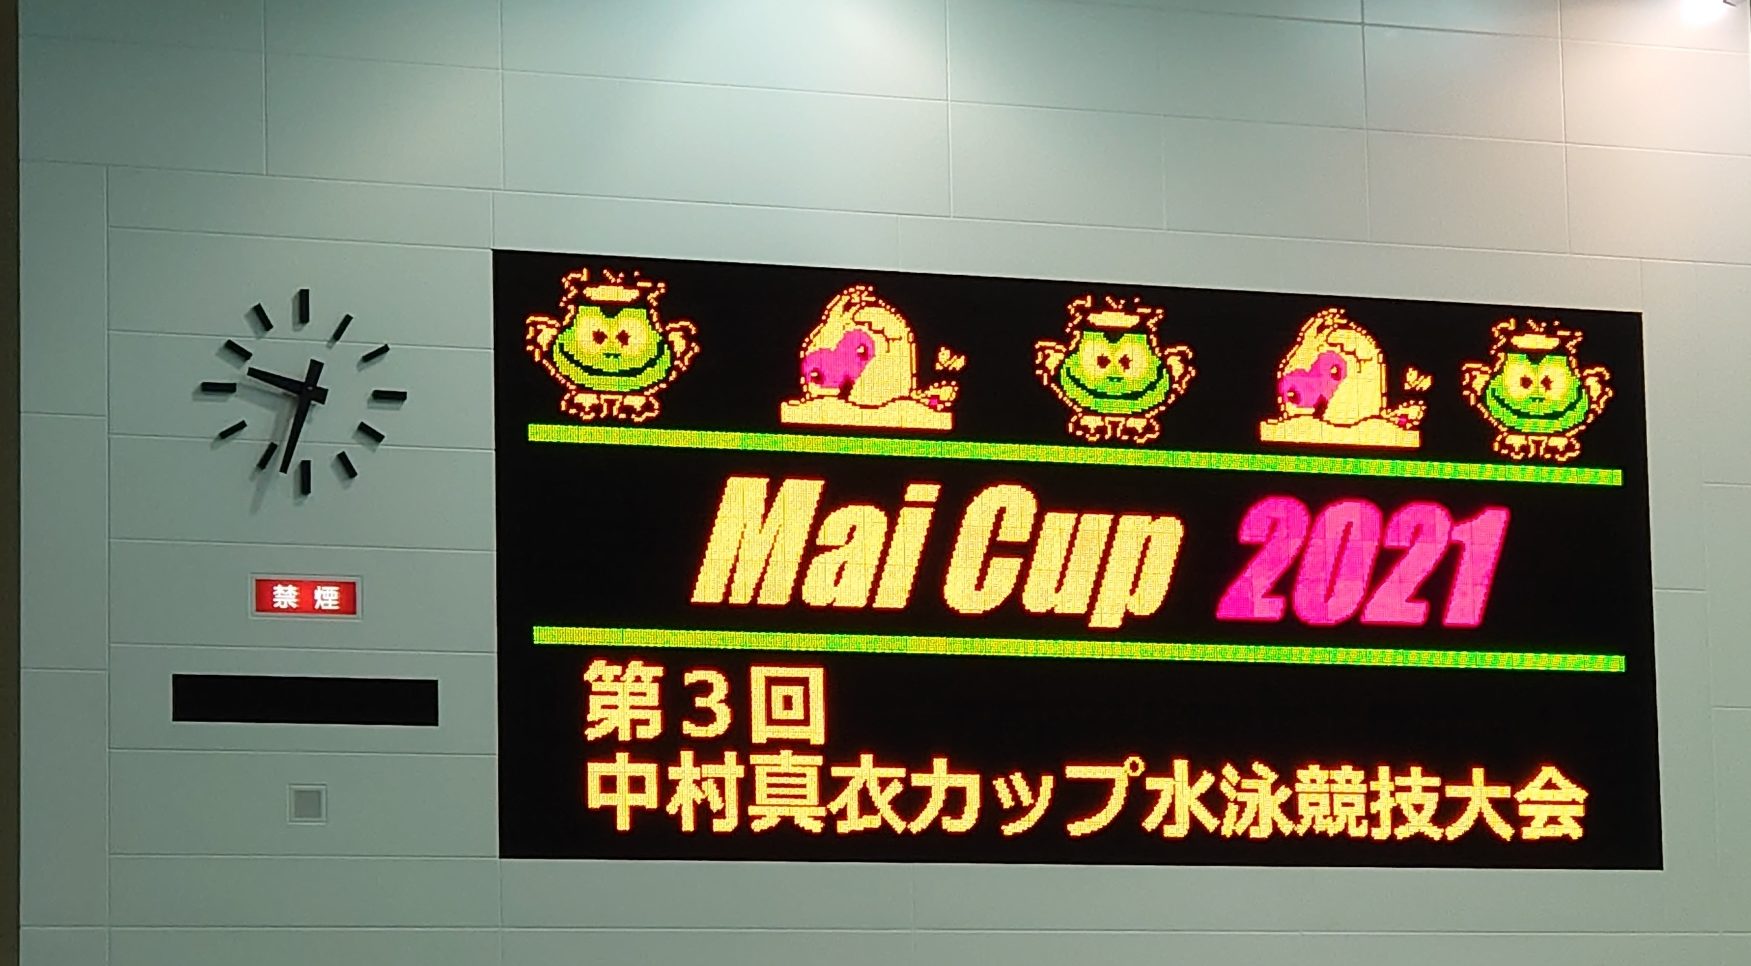 Mai Cup 2021
禁煙
第3回
中村真衣カップ水泳競技大会